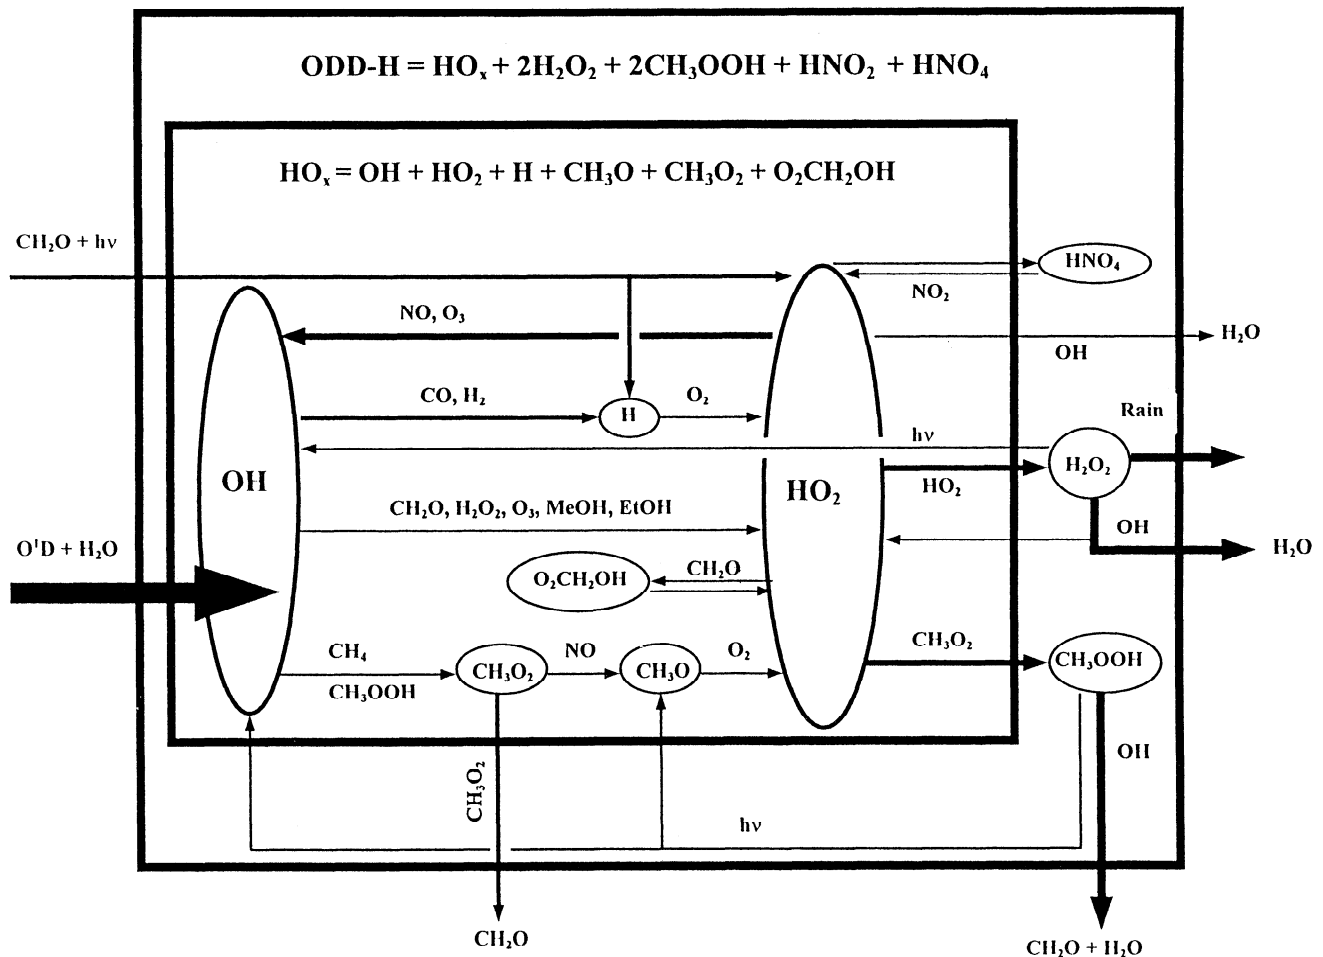 ODD-H = HOₓ + 2H₂O₂ + 2CH₃OOH + HNO₂ + HNO₄
HOₓ = OH + HO₂ + H + CH₃O + CH₃O₂ + O₂CH₂OH
CH₂O + hν
HNO₄
NO₂
NO, O₃
OH
H₂O
CO, H₂
H
O₂
Rain
hν
H₂O₂
HO₂
OH
HO₂
CH₂O, H₂O₂, O₃, MeOH, EtOH
OH
H₂O
O¹D + H₂O
O₂CH₂OH
CH₂O
CH₄
CH₃OOH
CH₃O₂
NO
CH₃O
O₂
CH₃O₂
CH₃OOH
OH
CH₃O₂
hν
CH₂O
CH₂O + H₂O